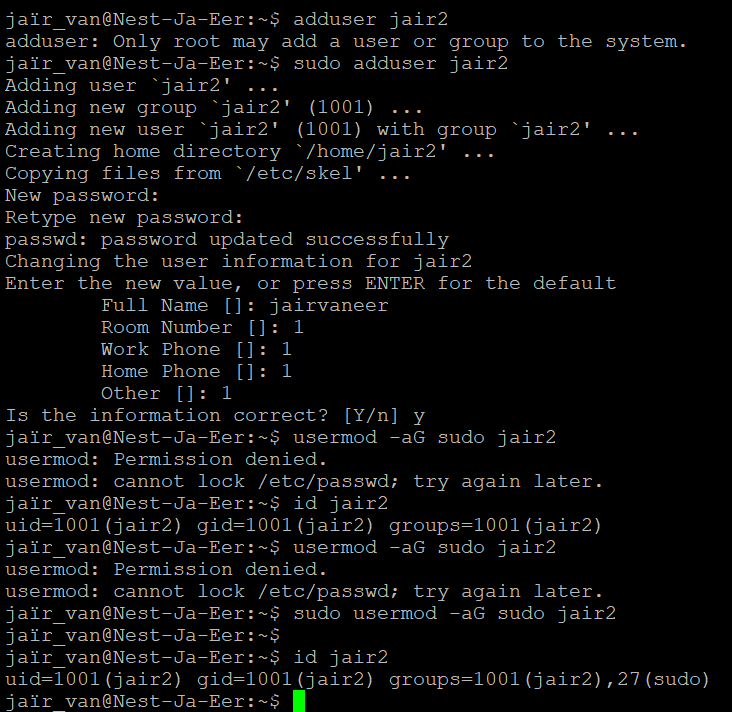 jaïr_van@Nest-Ja-Eer:~$ adduser jair2
adduser: Only root may add a user or group to the system.
jaïr_van@Nest-Ja-Eer:~$ sudo adduser jair2
Adding user `jair2' ...
Adding new group `jair2' (1001) ...
Adding new user `jair2' (1001) with group `jair2' ...
Creating home directory `/home/jair2' ...
Copying files from `/etc/skel' ...
New password:
Retype new password:
passwd: password updated successfully
Changing the user information for jair2
Enter the new value, or press ENTER for the default
        Full Name []: jairvaneer
        Room Number []: 1
        Work Phone []: 1
        Home Phone []: 1
        Other []: 1
Is the information correct? [Y/n] y
jaïr_van@Nest-Ja-Eer:~$ usermod -aG sudo jair2
usermod: Permission denied.
usermod: cannot lock /etc/passwd; try again later.
jaïr_van@Nest-Ja-Eer:~$ id jair2
uid=1001(jair2) gid=1001(jair2) groups=1001(jair2)
jaïr_van@Nest-Ja-Eer:~$ usermod -aG sudo jair2
usermod: Permission denied.
usermod: cannot lock /etc/passwd; try again later.
jaïr_van@Nest-Ja-Eer:~$ sudo usermod -aG sudo jair2
jaïr_van@Nest-Ja-Eer:~$
jaïr_van@Nest-Ja-Eer:~$ id jair2
uid=1001(jair2) gid=1001(jair2) groups=1001(jair2),27(sudo)
jaïr_van@Nest-Ja-Eer:~$